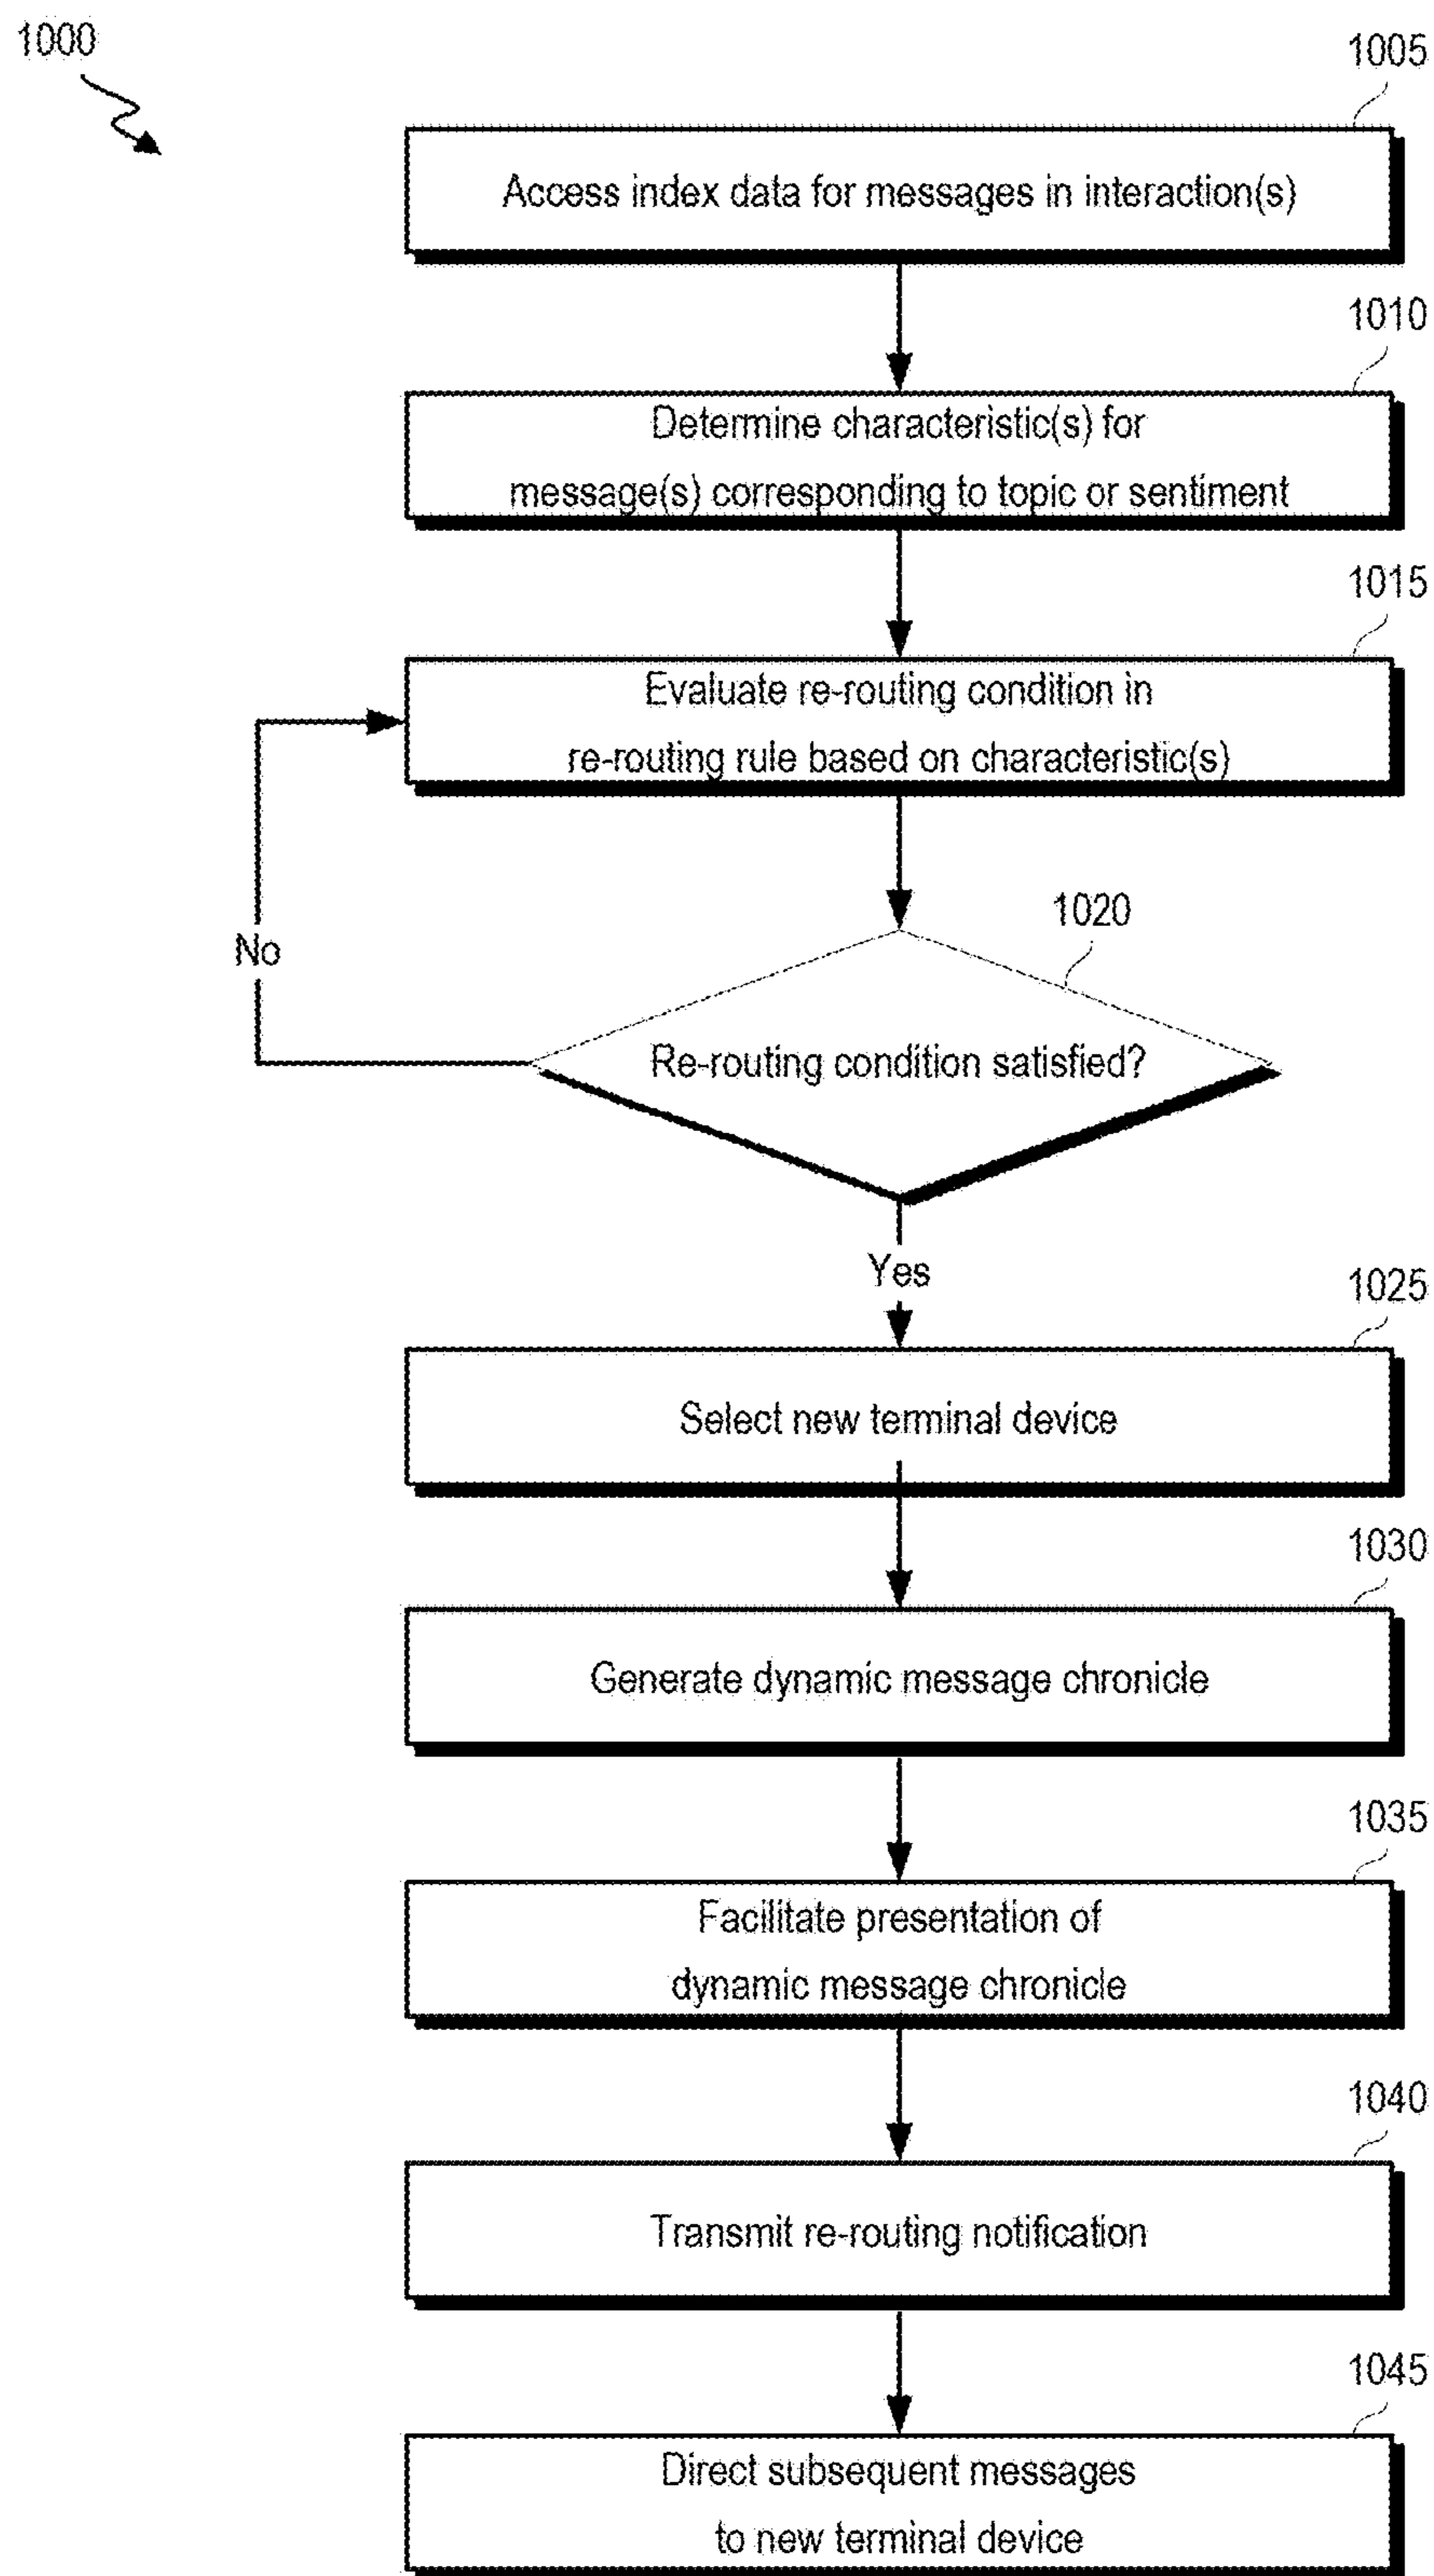 1000
1005
Access index data for messages in interaction(s)
1010
Determine characteristic(s) for
message(s) corresponding to topic or sentiment
1015
Evaluate re-routing condition in
re-routing rule based on characteristic(s)
1020
No
Re-routing condition satisfied?
Yes
1025
Select new terminal device
1030
Generate dynamic message chronicle
1035
Facilitate presentation of
dynamic message chronicle
1040
Transmit re-routing notification
1045
Direct subsequent messages
to new terminal device